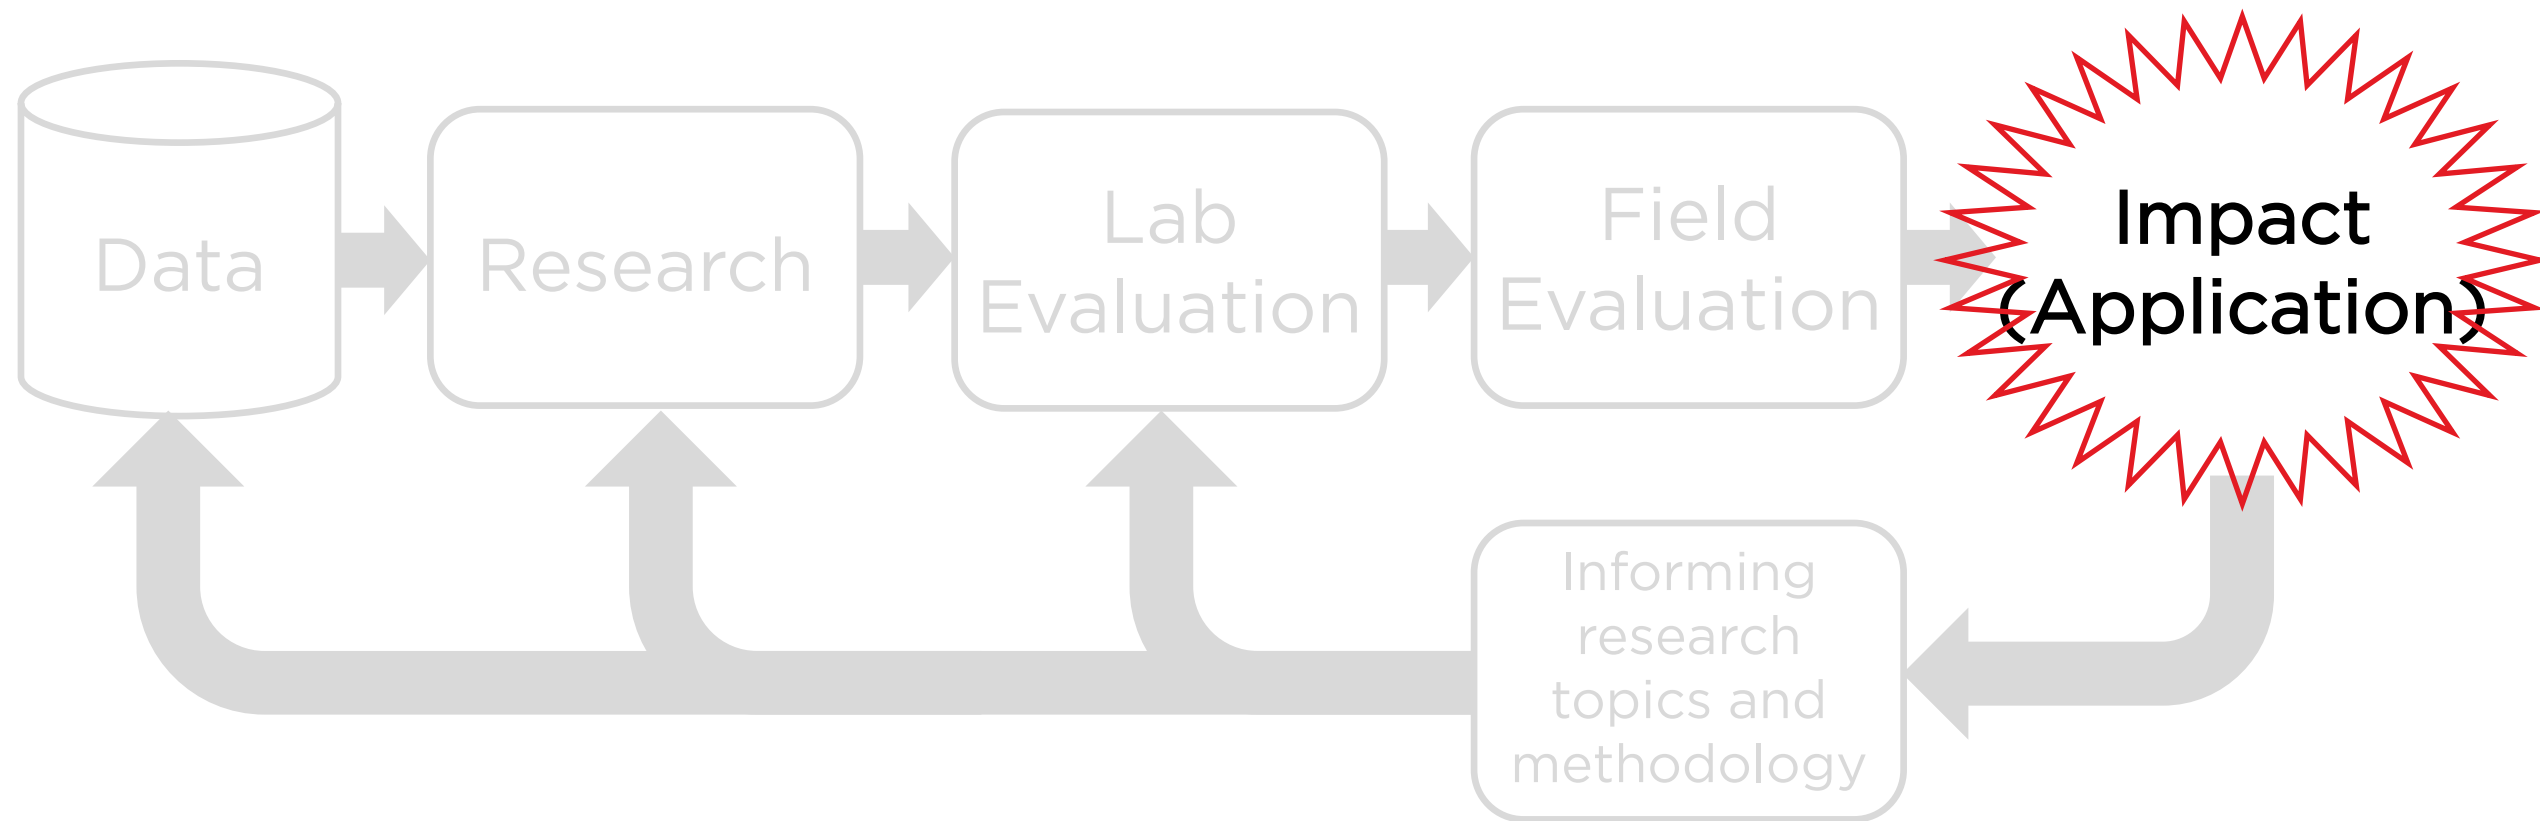 Data
Research
Lab
Evaluation
Field
Evaluation
Impact
(Application)
Informing
research
topics and
methodology